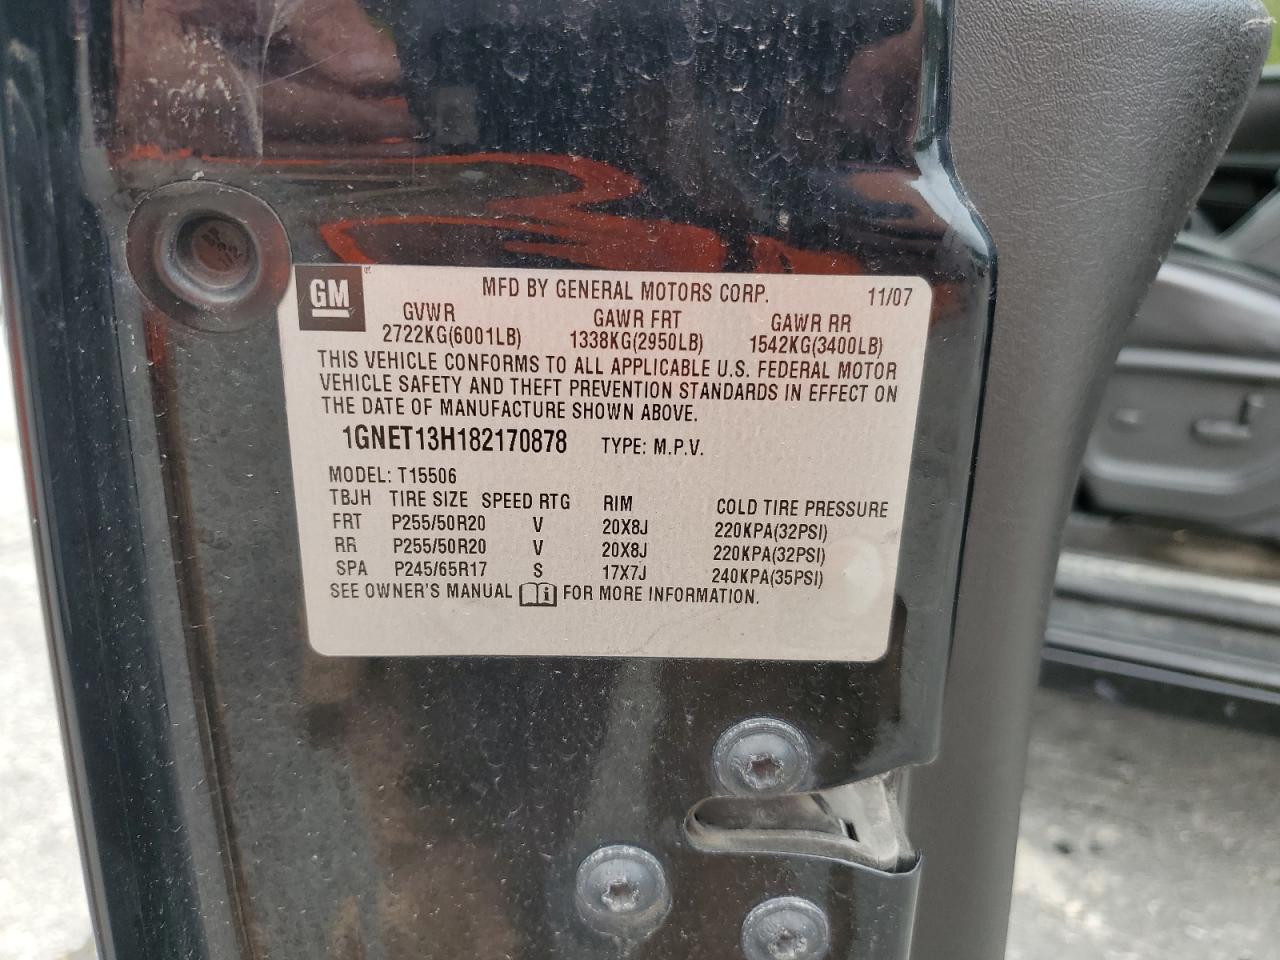 GM
MFD BY GENERAL MOTORS CORP. 11/07
GVWR GAWR FRT GAWR RR
2722KG(6001LB) 1338KG(2950LB) 1542KG(3400LB)
THIS VEHICLE CONFORMS TO ALL APPLICABLE U.S. FEDERAL MOTOR
VEHICLE SAFETY AND THEFT PREVENTION STANDARDS IN EFFECT ON
THE DATE OF MANUFACTURE SHOWN ABOVE.
1GNET13H182170878 TYPE: M.P.V.
MODEL: T15506
TBJH TIRE SIZE SPEED RTG RIM COLD TIRE PRESSURE
FRT P255/50R20 V 20X8J 220KPA(32PSI)
RR P255/50R20 V 20X8J 220KPA(32PSI)
SPA P245/65R17 S 17X7J 240KPA(35PSI)
SEE OWNER'S MANUAL FOR MORE INFORMATION.